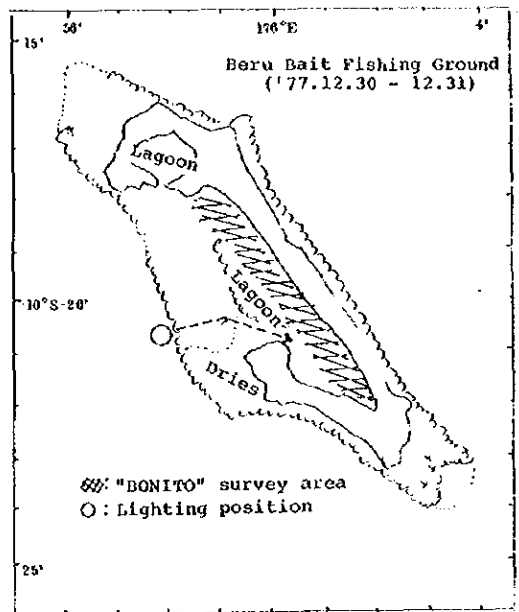 56' 176°E 4'
15'
Beru Bait Fishing Ground
('77.12.30 - 12.31)
Lagoon
Lagoon
10°S-20'
Dries
: "BONITO" survey area
: Lighting position
25'